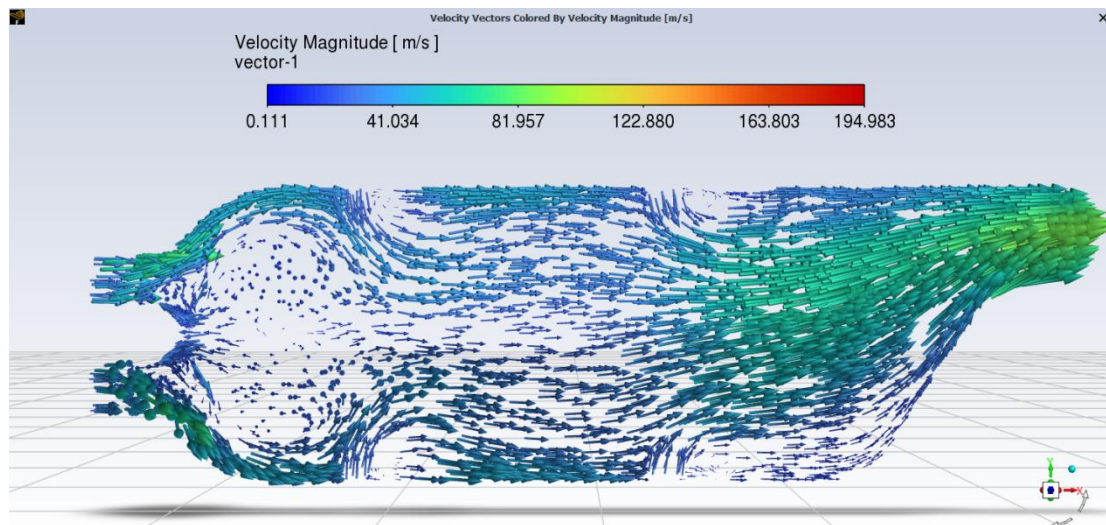 Velocity Vectors Colored By Velocity Magnitude [m/s]
Velocity Magnitude [ m/s ]
vector-1
0.111 41.034 81.957 122.880 163.803 194.983
Y
X